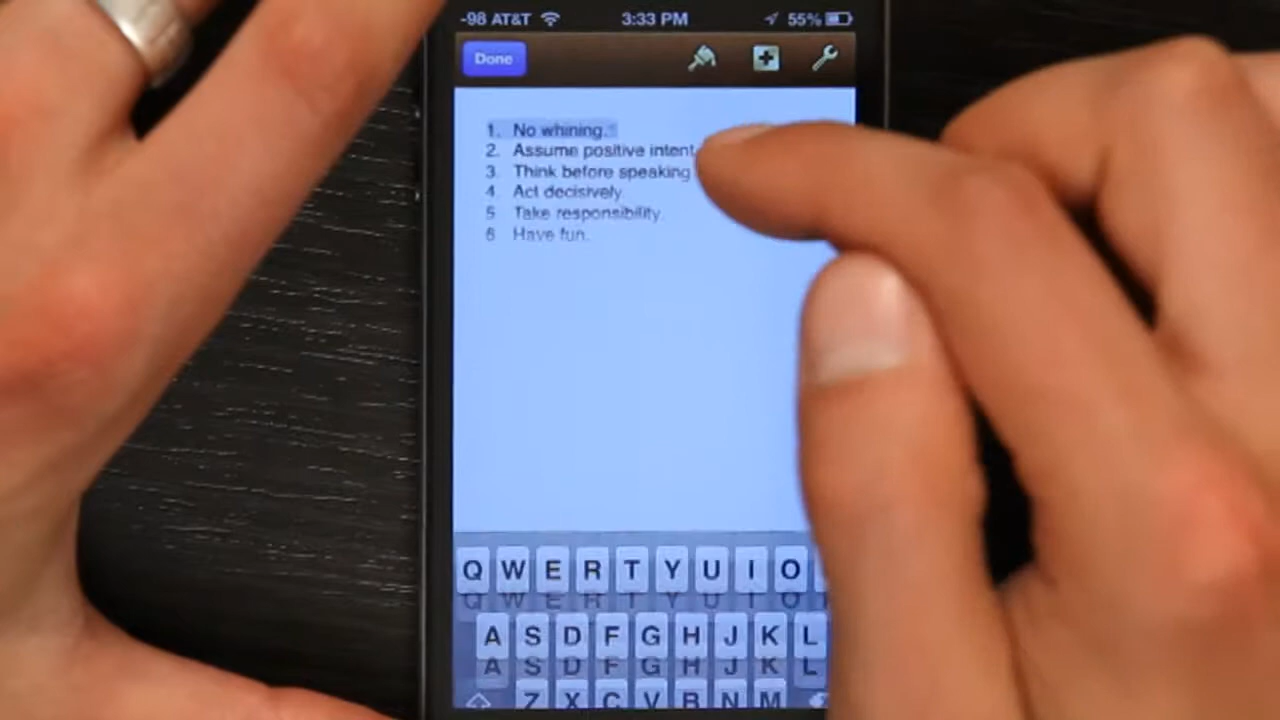 -98 AT&T 3:33 PM 55%
Done
1. No whining.
2. Assume positive intent
3. Think before speaking
4. Act decisively.
5. Take responsibility.
6. Have fun.
Q W E R T Y U I O
Q W E R T Y U I O
A S D F G H J K L
A S D F G H J K L
Z X C V B N M